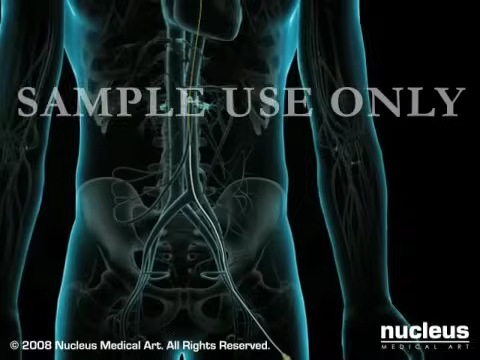 SAMPLE USE ONLY
© 2008 Nucleus Medical Art. All Rights Reserved.
nucleus
MEDICAL ART